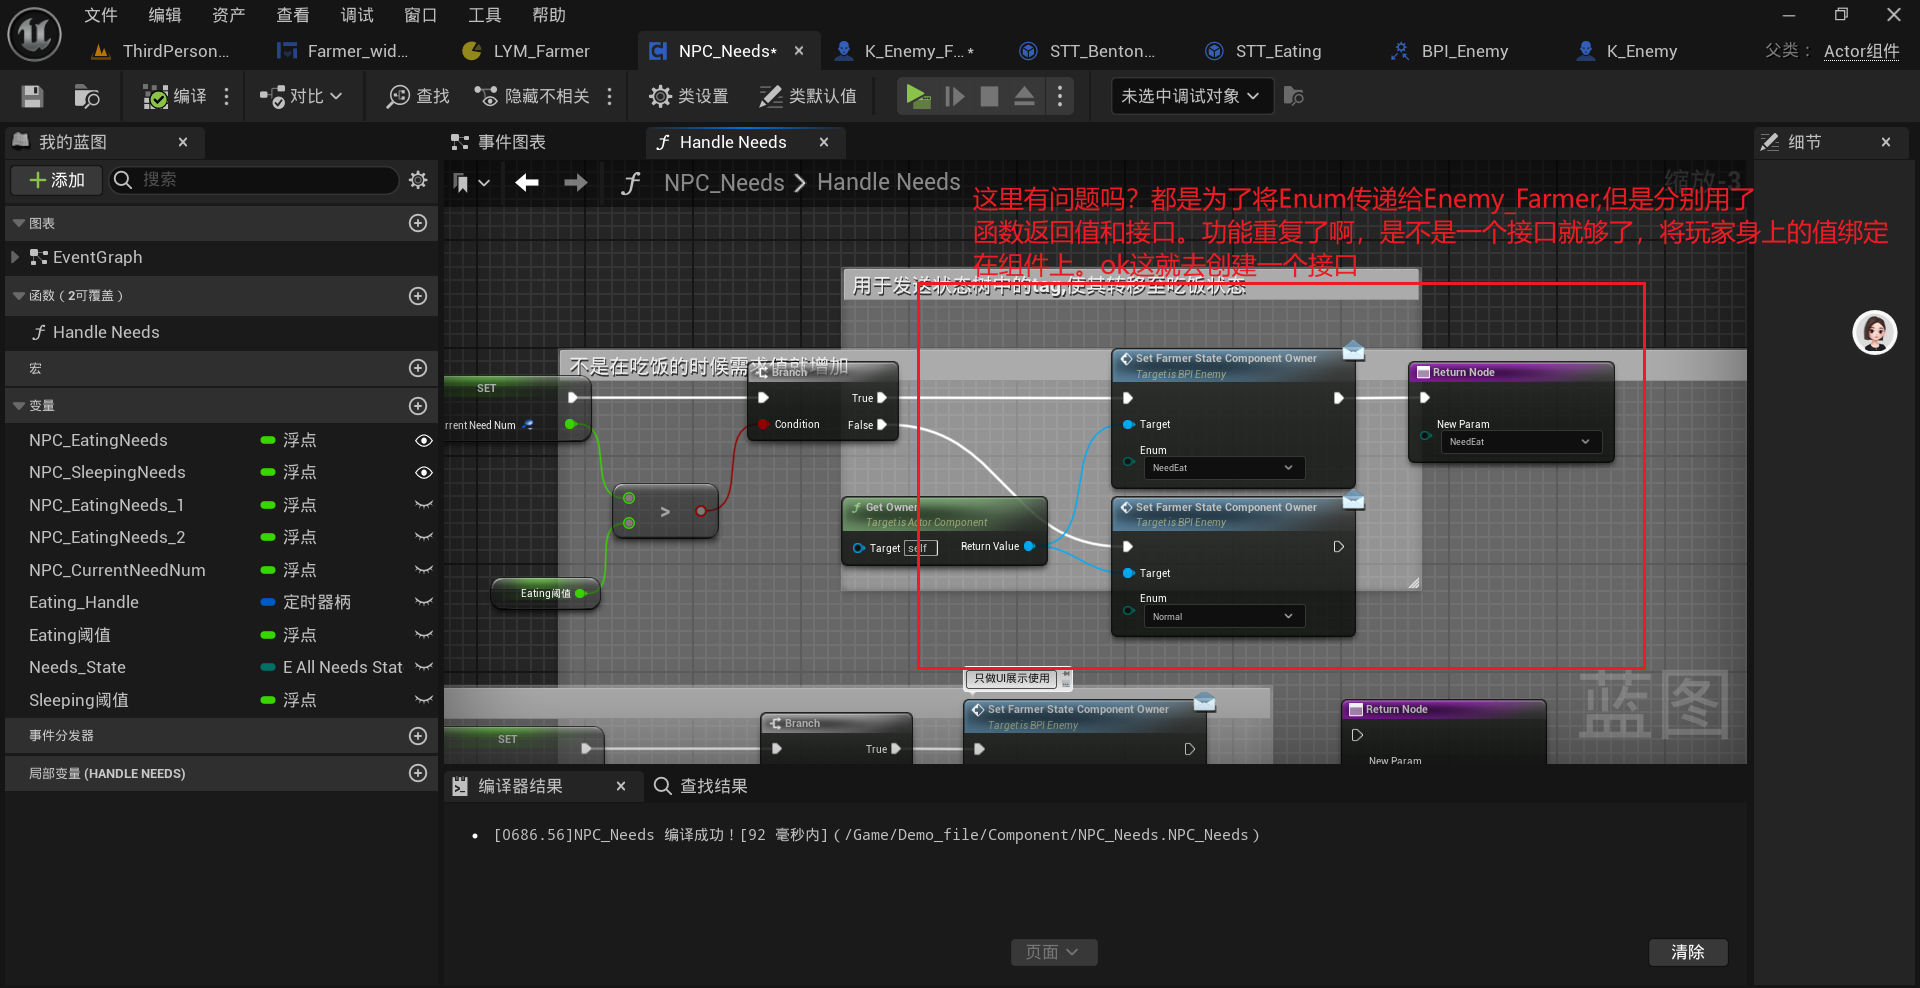 文件 编辑 资产 查看 调试 窗口 工具 帮助
ThirdPerson... Farmer_wid... LYM_Farmer NPC_Needs* K_Enemy_F...* STT_Benton... STT_Eating BPI_Enemy K_Enemy 父类： Actor组件
编译 对比 查找 隐藏不相关 类设置 类默认值 未选中调试对象
我的蓝图
添加 搜索
图表
EventGraph
函数（2可覆盖）
Handle Needs
宏
变量
NPC_EatingNeeds 浮点
NPC_SleepingNeeds 浮点
NPC_EatingNeeds_1 浮点
NPC_EatingNeeds_2 浮点
NPC_CurrentNeedNum 浮点
Eating_Handle 定时器柄
Eating阈值 浮点
Needs_State E All Needs Stat
Sleeping阈值 浮点
事件分发器
局部变量 (HANDLE NEEDS)
事件图表 Handle Needs
NPC_Needs > Handle Needs
缩放-3
这里有问题吗？都是为了将Enum传递给Enemy_Farmer,但是分别用了
函数返回值和接口。功能重复了啊，是不是一个接口就够了，将玩家身上的值绑定
在组件上。ok这就去创建一个接口
用于发送状态树中的tag,使其转移至吃饭状态
不是在吃饭的时候需求值就增加
SET
rrent Need Num
Branch
True
Condition False
>
Eating阈值
Get Owner
Target is Actor Component
Target self Return Value
Set Farmer State Component Owner
Target is BPI Enemy
Target
Enum
NeedEat
Return Node
New Param
NeedEat
Set Farmer State Component Owner
Target is BPI Enemy
Target
Enum
Normal
只做UI展示使用
SET
Branch
True
Set Farmer State Component Owner
Target is BPI Enemy
Return Node
New Param
蓝图
细节
编译器结果 查找结果
[0686.56]NPC_Needs 编译成功！[92 毫秒内]（/Game/Demo_file/Component/NPC_Needs.NPC_Needs）
页面
清除